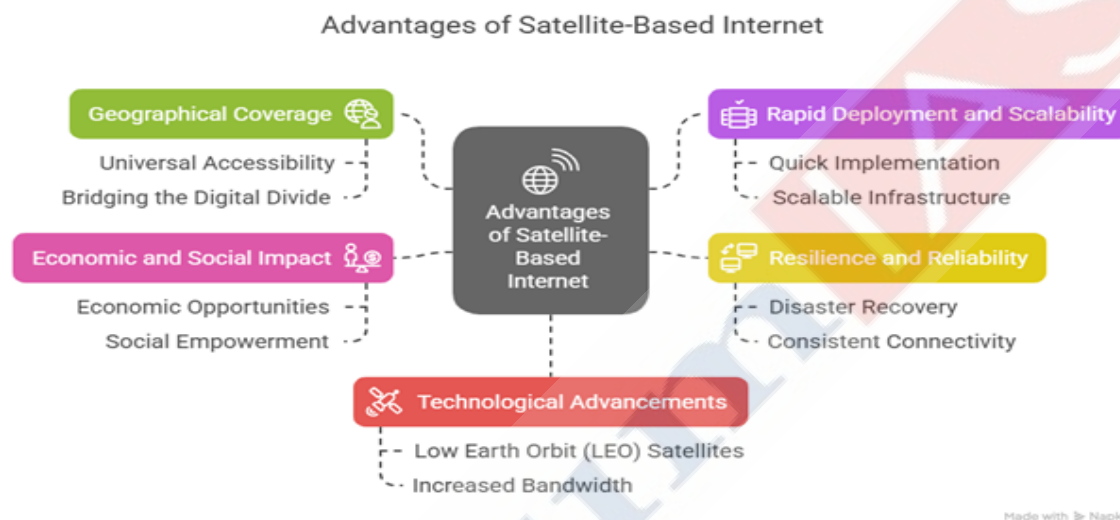 Advantages of Satellite-Based Internet
Geographical Coverage
Universal Accessibility
Bridging the Digital Divide
Economic and Social Impact
Economic Opportunities
Social Empowerment
Advantages
of Satellite-
Based
Internet
Rapid Deployment and Scalability
Quick Implementation
Scalable Infrastructure
Resilience and Reliability
Disaster Recovery
Consistent Connectivity
Technological Advancements
Low Earth Orbit (LEO) Satellites
Increased Bandwidth
Made with